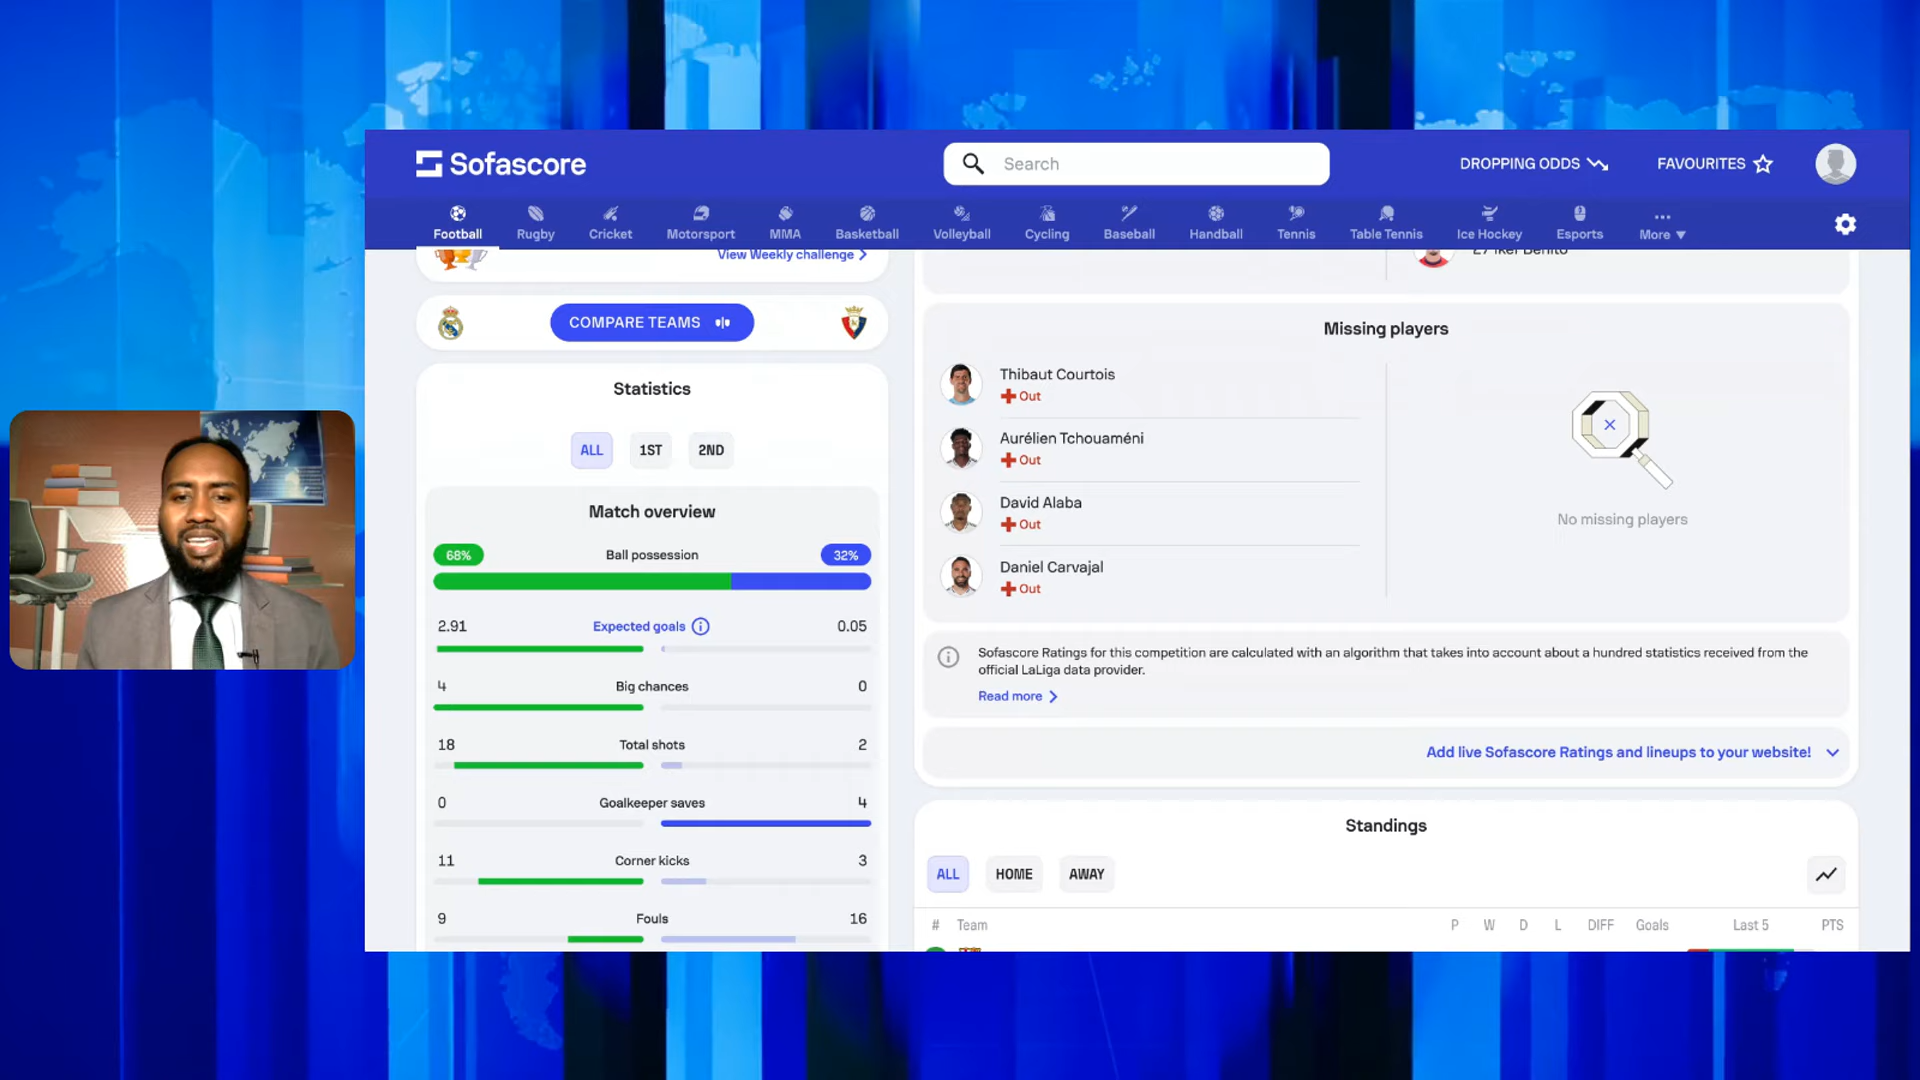 Sofascore
Search
DROPPING ODDS
FAVOURITES
Football
Rugby
Cricket
Motorsport
MMA
Basketball
Volleyball
Cycling
Baseball
Handball
Tennis
Table Tennis
Ice Hockey
Esports
More
View Weekly challenge
27 Iker Benito
COMPARE TEAMS
Statistics
ALL
1ST
2ND
Match overview
68% Ball possession 32%
2.91 Expected goals 0.05
4 Big chances 0
18 Total shots 2
0 Goalkeeper saves 4
11 Corner kicks 3
9 Fouls 16
Missing players
Thibaut Courtois
Out
Aurélien Tchouaméni
Out
David Alaba
Out
Daniel Carvajal
Out
No missing players
Sofascore Ratings for this competition are calculated with an algorithm that takes into account about a hundred statistics received from the
official LaLiga data provider.
Read more
Add live Sofascore Ratings and lineups to your website!
Standings
ALL
HOME
AWAY
# Team P W D L DIFF Goals Last 5 PTS